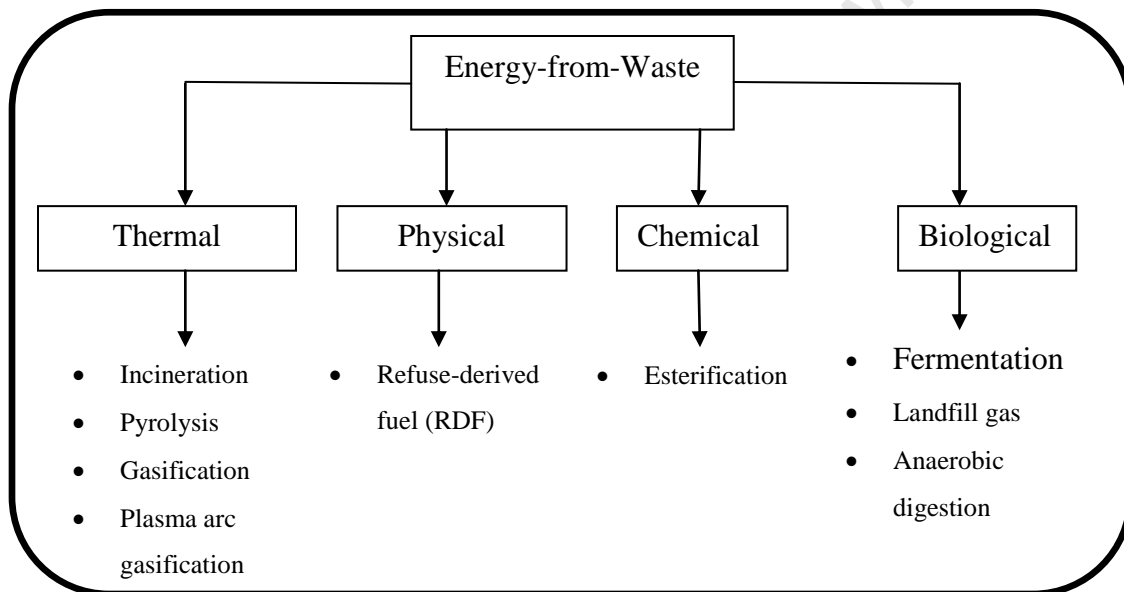 Energy-from-Waste
Thermal
Physical
Chemical
Biological
• Incineration
• Pyrolysis
• Gasification
• Plasma arc
gasification
• Refuse-derived
fuel (RDF)
• Esterification
• Fermentation
• Landfill gas
• Anaerobic
digestion